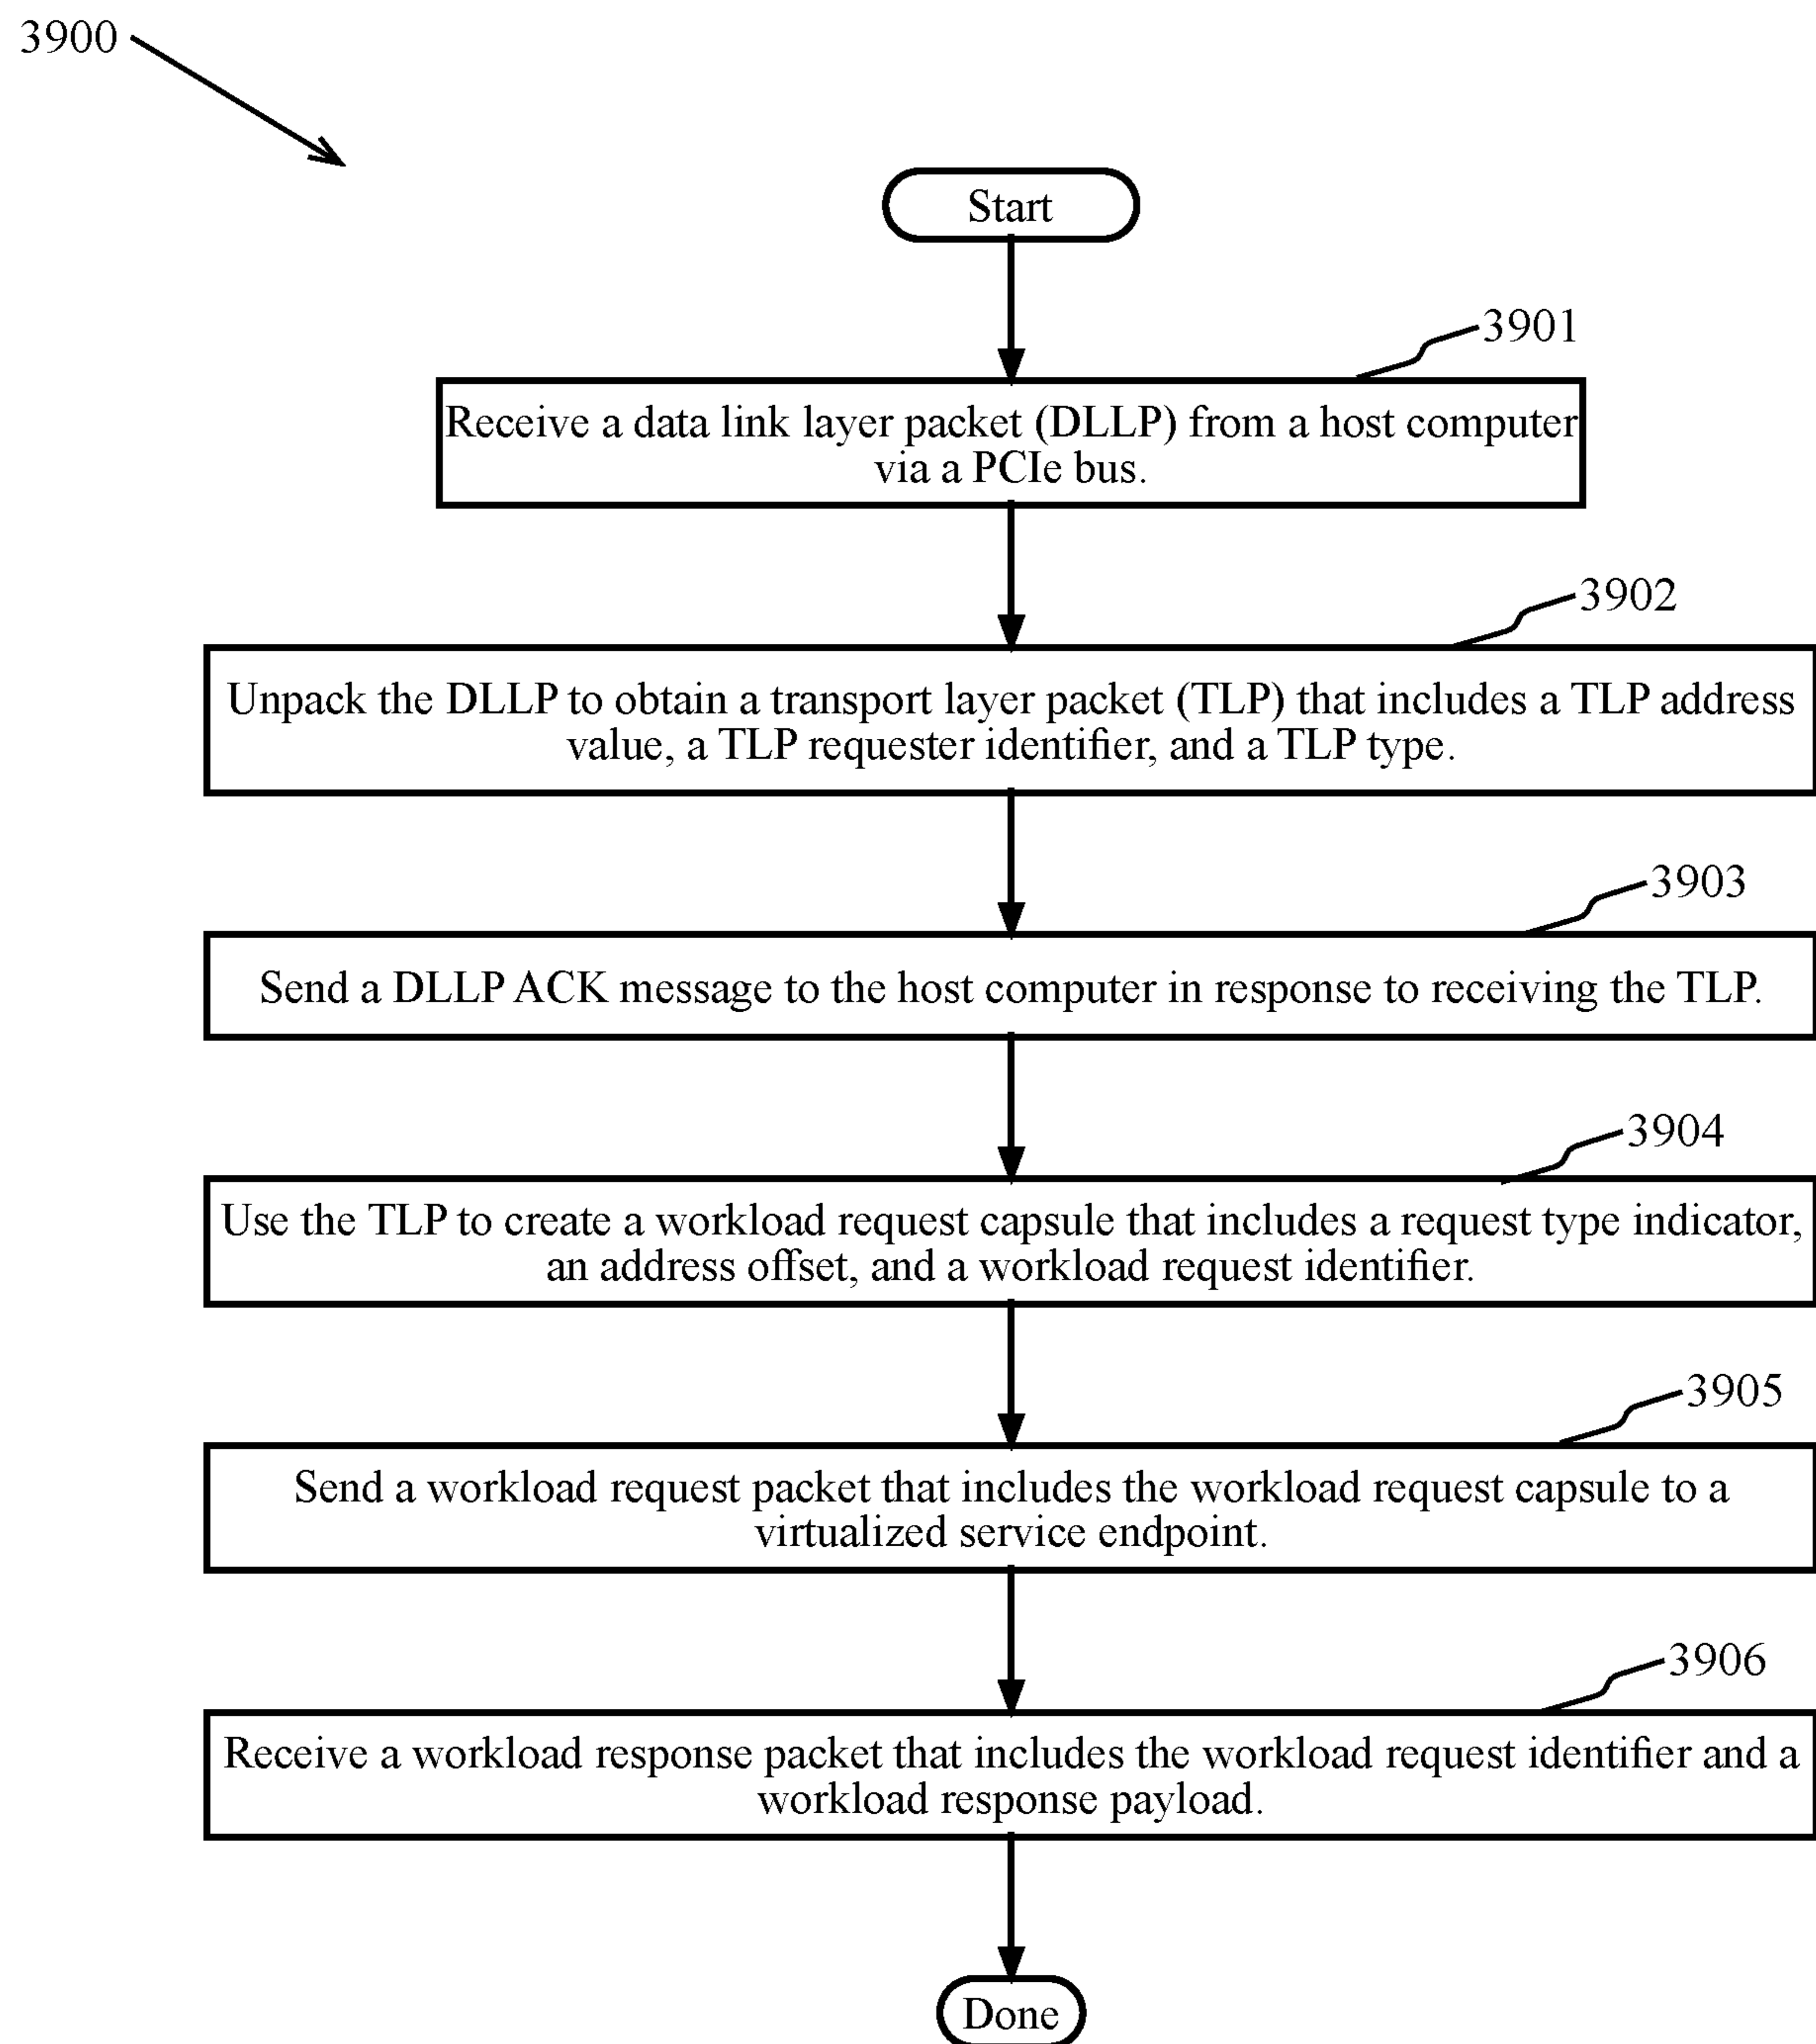 3900
Start
3901
Receive a data link layer packet (DLLP) from a host computer
via a PCIe bus.
3902
Unpack the DLLP to obtain a transport layer packet (TLP) that includes a TLP address
value, a TLP requester identifier, and a TLP type.
3903
Send a DLLP ACK message to the host computer in response to receiving the TLP.
3904
Use the TLP to create a workload request capsule that includes a request type indicator,
an address offset, and a workload request identifier.
3905
Send a workload request packet that includes the workload request capsule to a
virtualized service endpoint.
3906
Receive a workload response packet that includes the workload request identifier and a
workload response payload.
Done